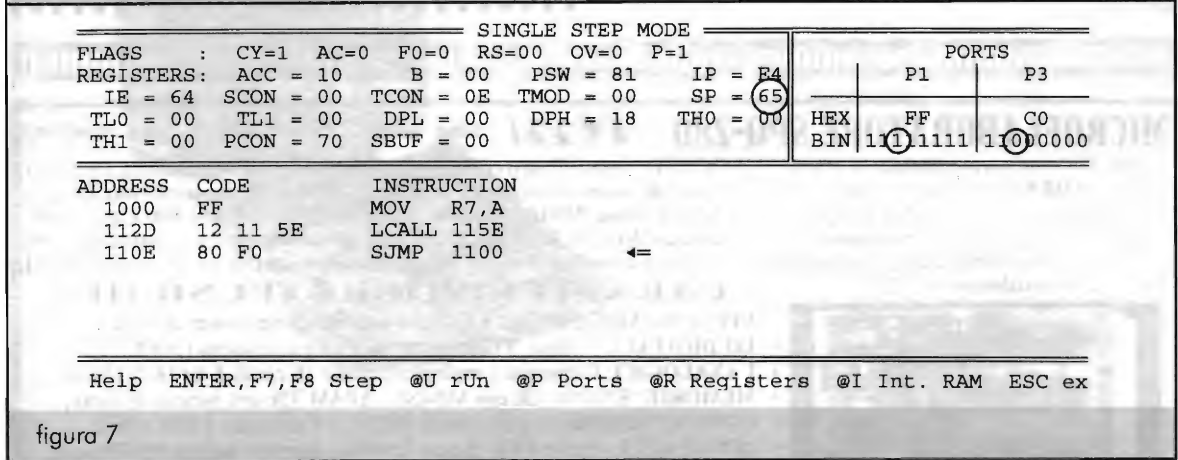 SINGLE STEP MODE
FLAGS : CY=1 AC=0 F0=0 RS=00 OV=0 P=1
REGISTERS: ACC = 10 B = 00 PSW = 81 IP = E4
IE = 64 SCON = 00 TCON = 0E TMOD = 00 SP = 65
TL0 = 00 TL1 = 00 DPL = 00 DPH = 18 TH0 = 00
TH1 = 00 PCON = 70 SBUF = 00
PORTS
P1 P3
HEX FF C0
BIN 11111111 11000000
ADDRESS CODE INSTRUCTION
1000 FF MOV R7,A
112D 12 11 5E LCALL 115E
110E 80 F0 SJMP 1100
Help ENTER,F7,F8 Step @U rUn @P Ports @R Registers @I Int. RAM ESC ex
figura 7